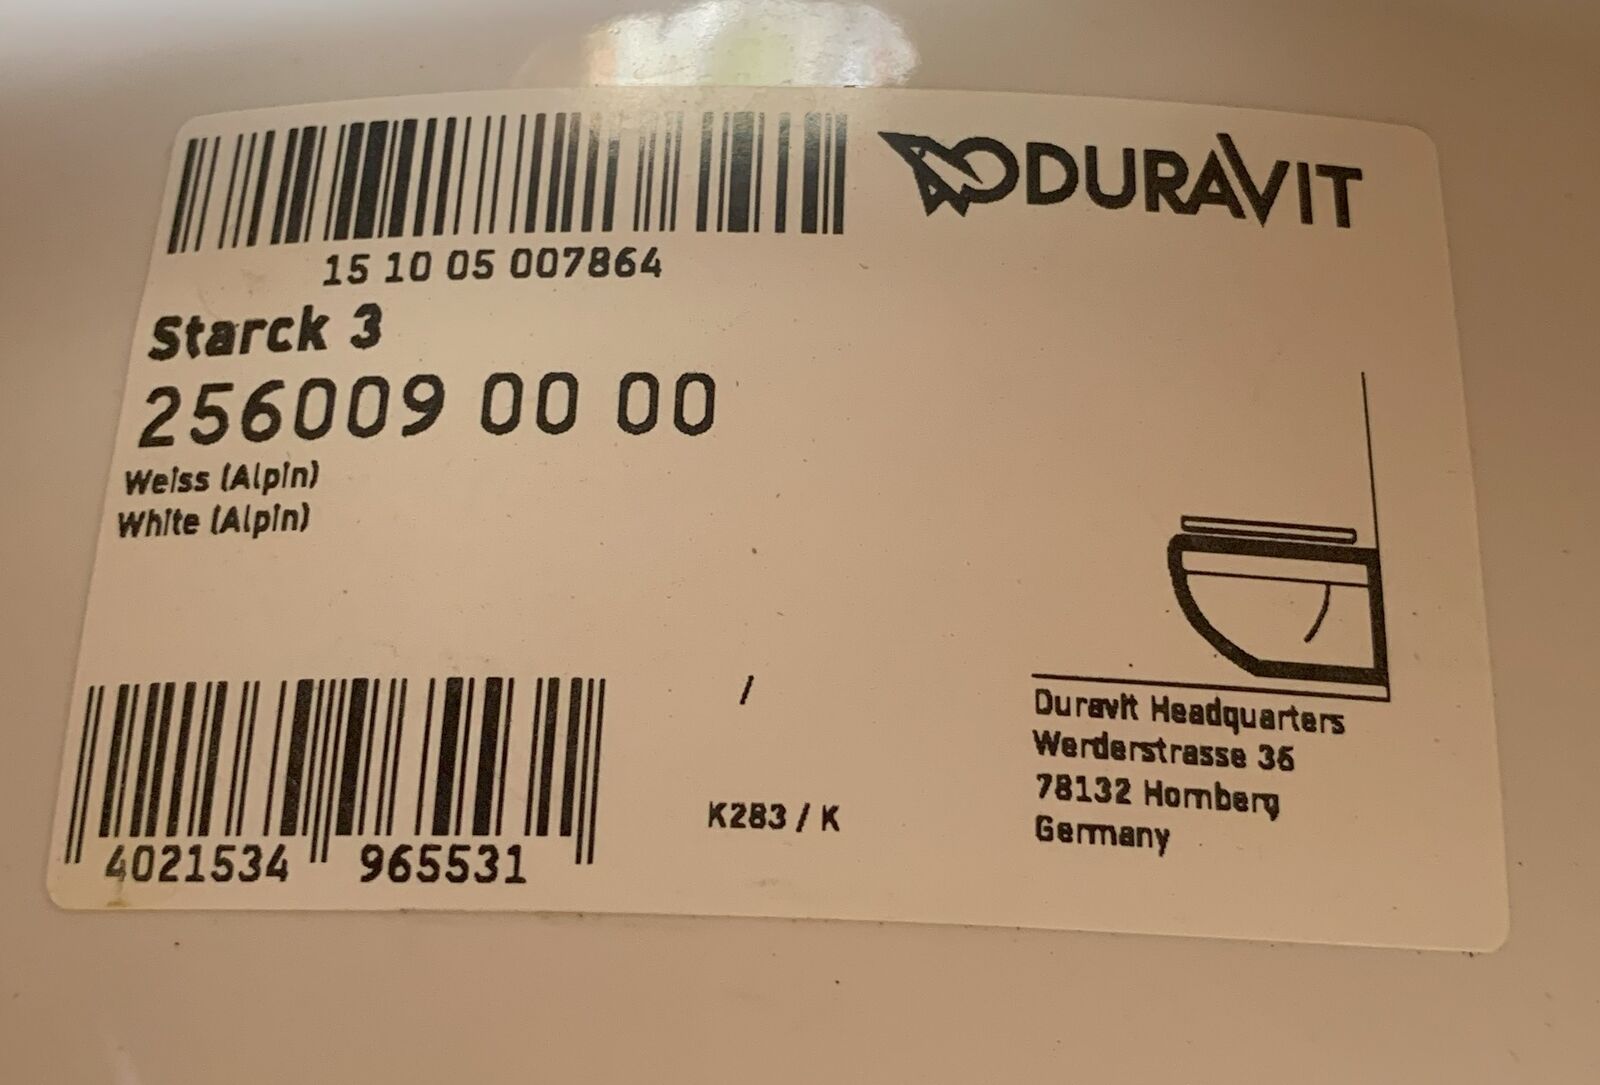 15 10 05 007864
DURAVIT
Starck 3
256009 00 00
Weiss (Alpin)
White (Alpin)
4021534 965531
/
K283 / K
Duravit Headquarters
Werderstrasse 36
78132 Hornberg
Germany